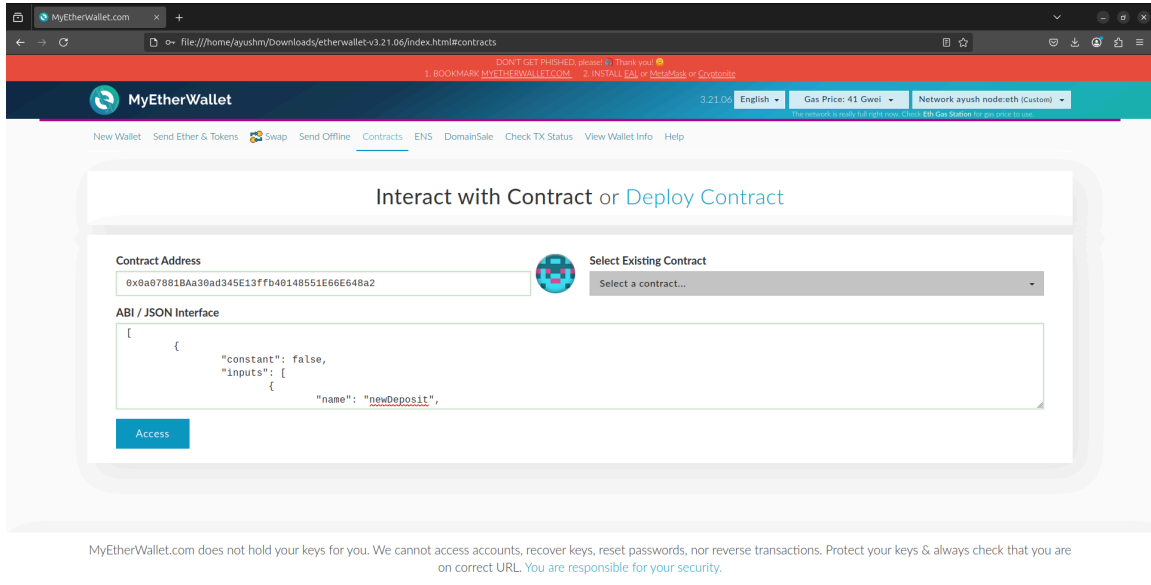 MyEtherWallet.com
file:///home/ayushm/Downloads/etherwallet-v3.21.06/index.html#contracts
DON'T GET PHISHED, please! Thank you!
1. BOOKMARK MYETHERWALLET.COM 2. INSTALL EAL or MetaMask or Cryptonite
MyEtherWallet
3.21.06 English Gas Price: 41 Gwei Network ayush node:eth (Custom)
The network is really full right now. Check Eth Gas Station for gas price to use.
New Wallet Send Ether & Tokens Swap Send Offline Contracts ENS DomainSale Check TX Status View Wallet Info Help
Interact with Contract or Deploy Contract
Contract Address
0x0a07881BAa30ad345E13ffb40148551E66E648a2
Select Existing Contract
Select a contract...
ABI / JSON Interface
[
{
"constant": false,
"inputs": [
{
"name": "newDeposit",
Access
MyEtherWallet.com does not hold your keys for you. We cannot access accounts, recover keys, reset passwords, nor reverse transactions. Protect your keys & always check that you are
on correct URL. You are responsible for your security.